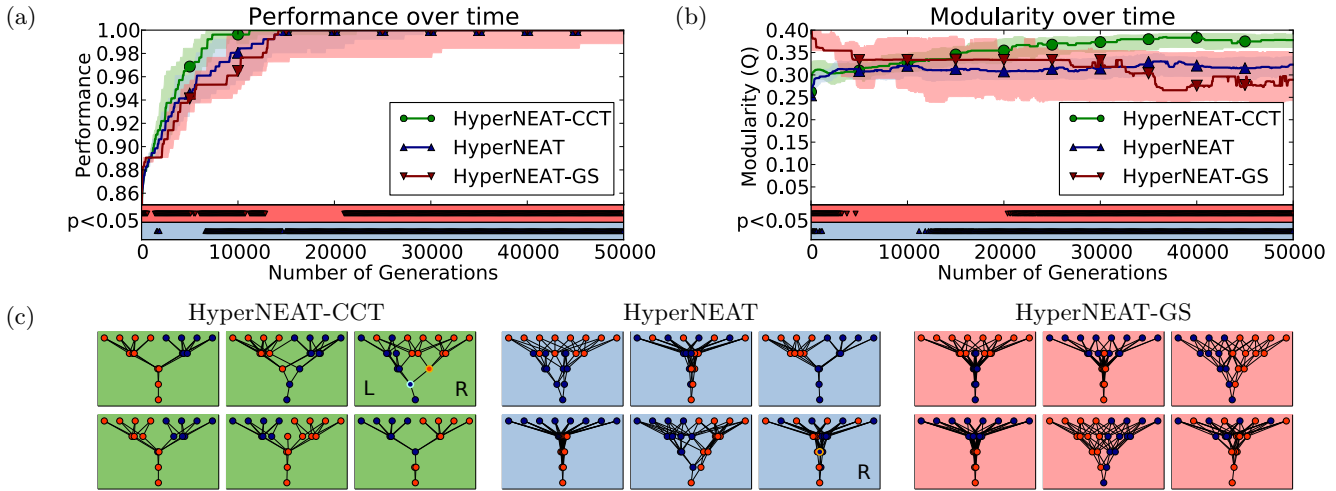 (a)
Performance over time
1.00
0.98
0.96
0.94
0.92
0.90
0.88
0.86
Performance
HyperNEAT-CCT
HyperNEAT
HyperNEAT-GS
p<0.05
0
10000
20000
30000
40000
50000
Number of Generations
(b)
Modularity over time
0.40
0.35
0.30
0.25
0.20
0.15
0.10
0.05
Modularity (Q)
HyperNEAT-CCT
HyperNEAT
HyperNEAT-GS
p<0.05
0
10000
20000
30000
40000
50000
Number of Generations
(c)
HyperNEAT-CCT
HyperNEAT
HyperNEAT-GS
L
R
R